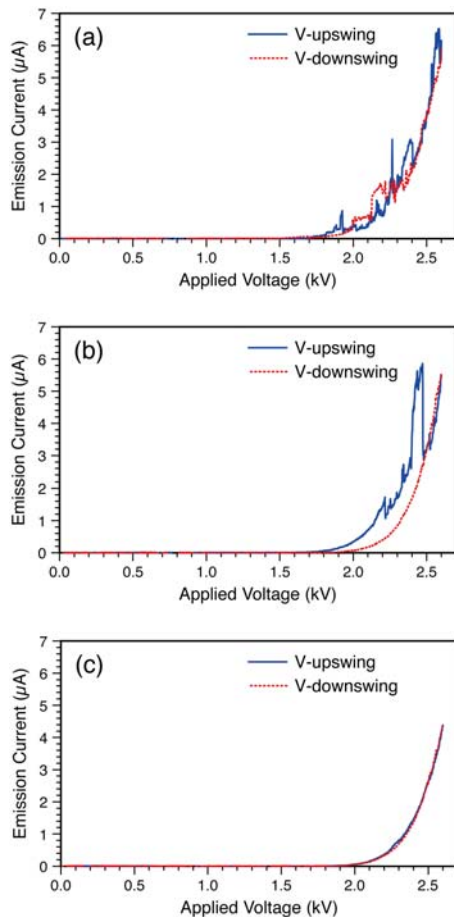 (a)
V-upswing
V-downswing
Emission Current (μA)
7
6
5
4
3
2
1
0
0.0 0.5 1.0 1.5 2.0 2.5
Applied Voltage (kV)
(b)
V-upswing
V-downswing
Emission Current (μA)
7
6
5
4
3
2
1
0
0.0 0.5 1.0 1.5 2.0 2.5
Applied Voltage (kV)
(c)
V-upswing
V-downswing
Emission Current (μA)
7
6
5
4
3
2
1
0
0.0 0.5 1.0 1.5 2.0 2.5
Applied Voltage (kV)